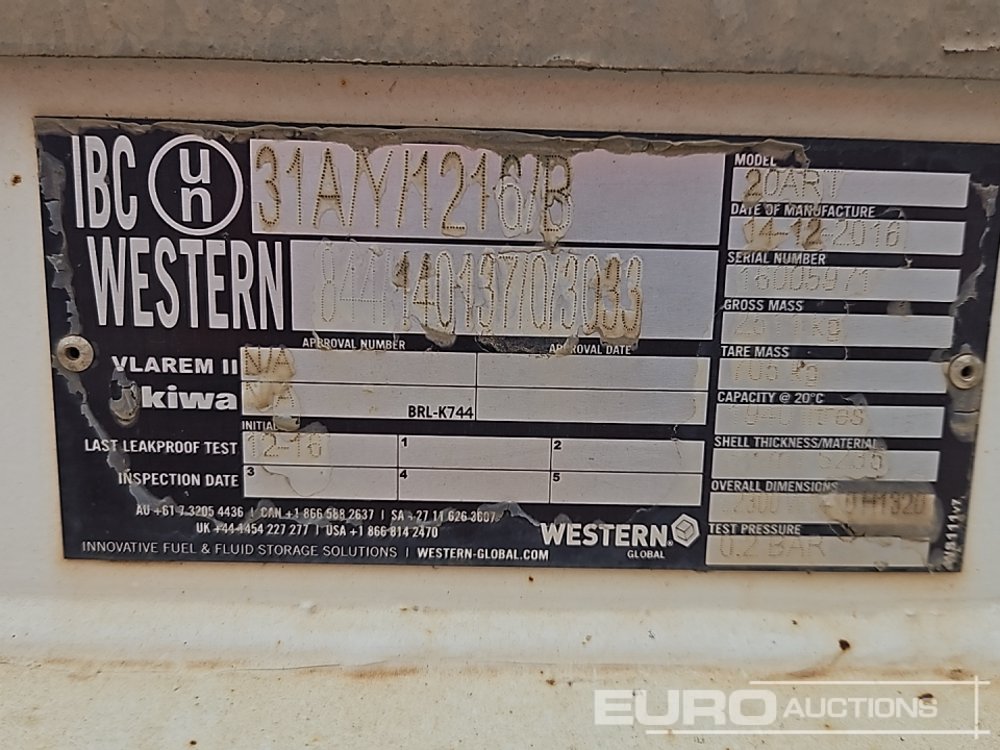 IBC un 31A/Y/1216/B
WESTERN
APPROVAL NUMBER APPROVAL DATE
VLAREM II NA
kiwa NA BRL-K744
INITIAL 1 2
LAST LEAKPROOF TEST 12-16
INSPECTION DATE 3 4 5
AU +61 7 3205 4436 | CAN +1 866 588 2637 | SA +27 11 626 3607
UK +44 1454 227 277 | USA +1 866 814 2470
INNOVATIVE FUEL & FLUID STORAGE SOLUTIONS | WESTERN-GLOBAL.COM
WESTERN
GLOBAL
MODEL
20ART
DATE OF MANUFACTURE
14-12-2016
SERIAL NUMBER
GROSS MASS
TARE MASS
CAPACITY @ 20°C
SHELL THICKNESS/MATERIAL
OVERALL DIMENSIONS
TEST PRESSURE
0.2 BAR
EURO AUCTIONS